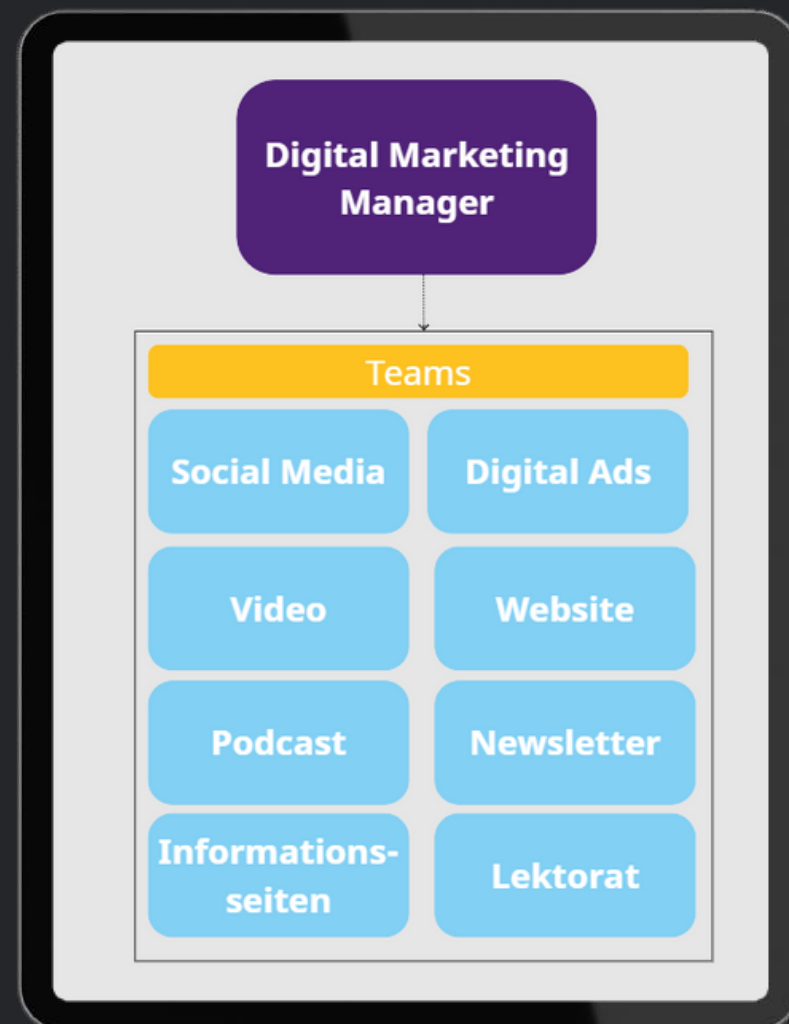 Digital Marketing
Manager
Teams
Social Media
Digital Ads
Video
Website
Podcast
Newsletter
Informations-
seiten
Lektorat